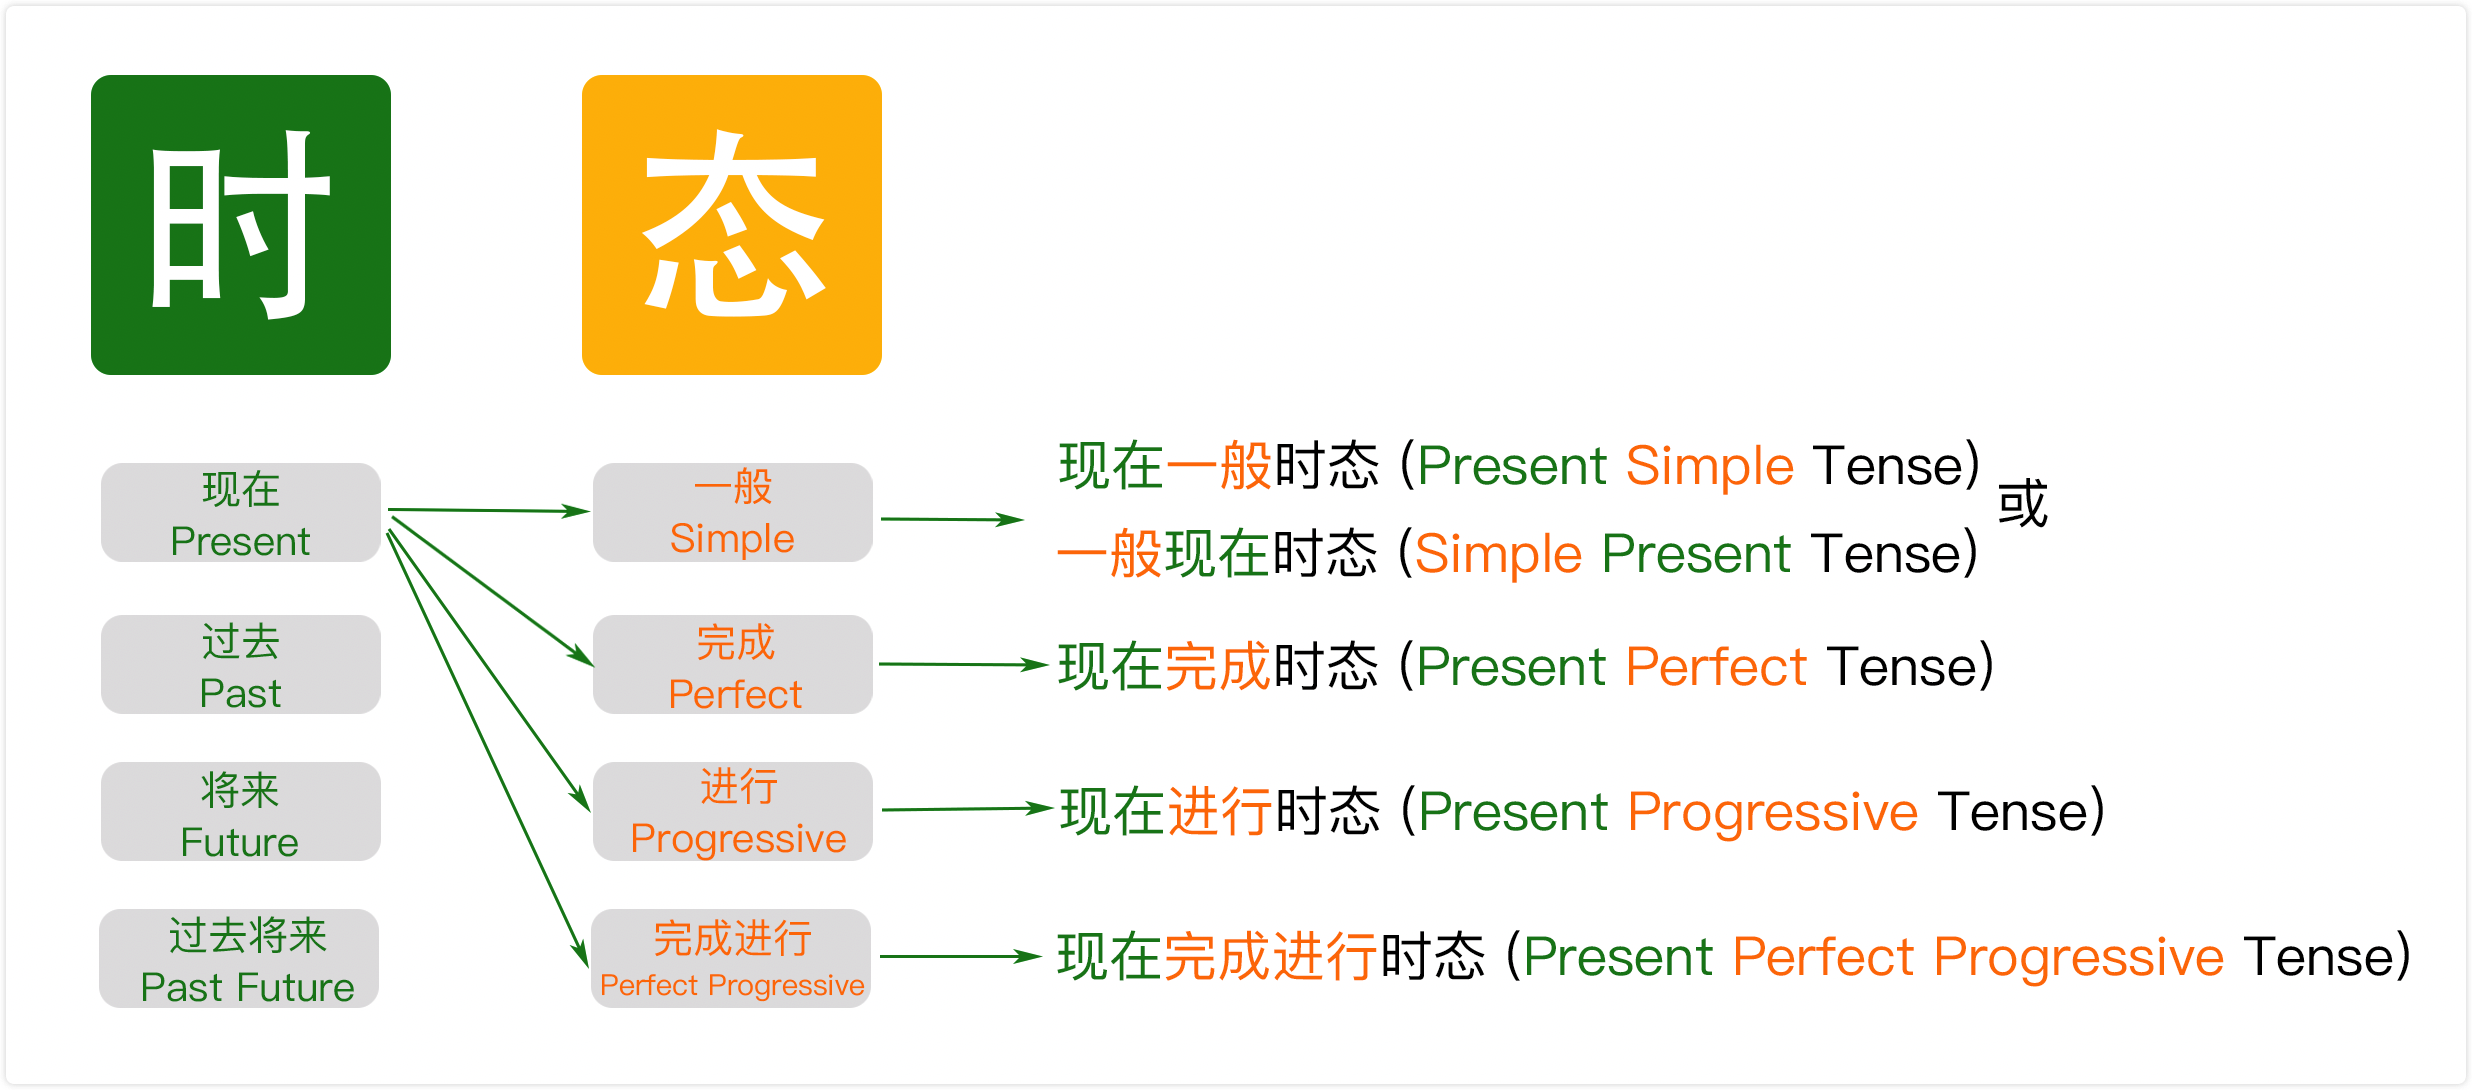 时 态
现在
Present
一般
Simple
现在一般时态 (Present Simple Tense) 或
一般现在时态 (Simple Present Tense)
过去
Past
完成
Perfect
现在完成时态 (Present Perfect Tense)
将来
Future
进行
Progressive
现在进行时态 (Present Progressive Tense)
过去将来
Past Future
完成进行
Perfect Progressive
现在完成进行时态 (Present Perfect Progressive Tense)